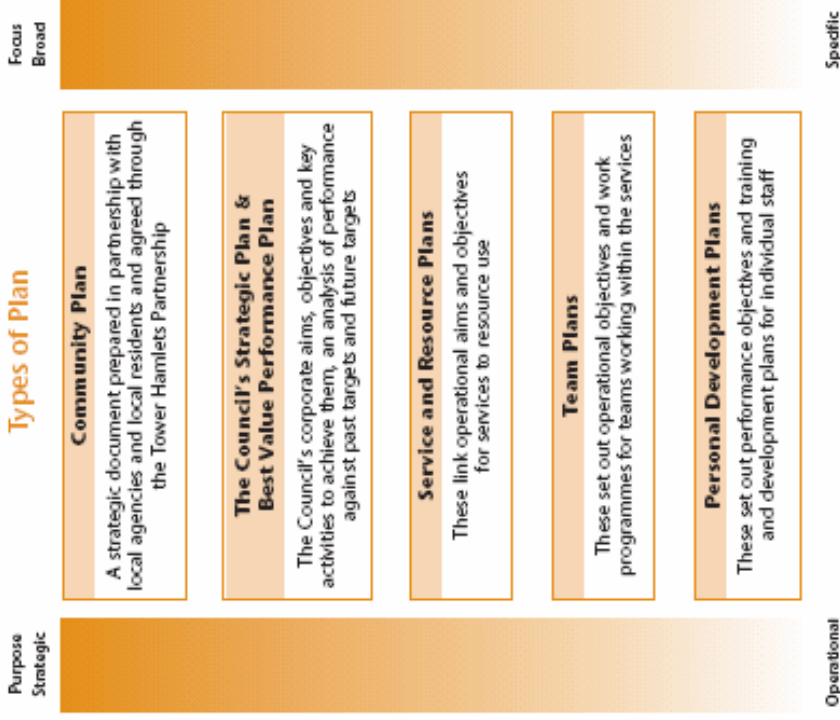 Types of Plan
Purpose
Strategic
Focus
Broad
Community Plan
A strategic document prepared in partnership with
local agencies and local residents and agreed through
the Tower Hamlets Partnership
The Council's Strategic Plan &
Best Value Performance Plan
The Council's corporate aims, objectives and key
activities to achieve them, an analysis of performance
against past targets and future targets
Service and Resource Plans
These link operational aims and objectives
for services to resource use
Team Plans
These set out operational objectives and work
programmes for teams working within the services
Personal Development Plans
These set out performance objectives and training
and development plans for individual staff
Operational
Specific